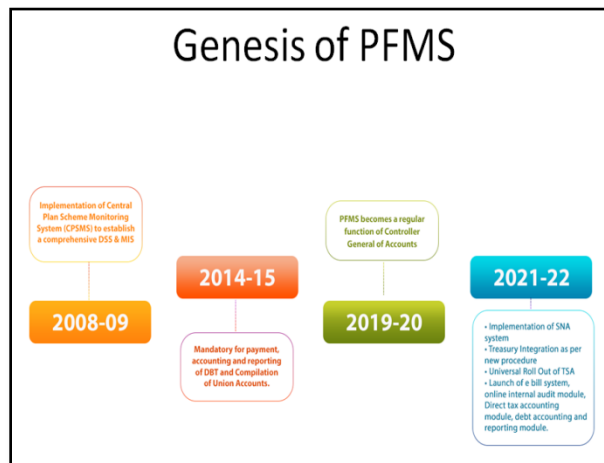 Genesis of PFMS
Implementation of Central
Plan Scheme Monitoring
System (CPSMS) to establish
a comprehensive DSS & MIS
2008-09
2014-15
Mandatory for payment,
accounting and reporting
of DBT and Compilation
of Union Accounts.
PFMS becomes a regular
function of Controller
General of Accounts
2019-20
2021-22
• Implementation of SNA
system
• Treasury Integration as per
new procedure
• Universal Roll Out of TSA
• Launch of e bill system,
online internal audit module,
Direct tax accounting
module, debt accounting and
reporting module.